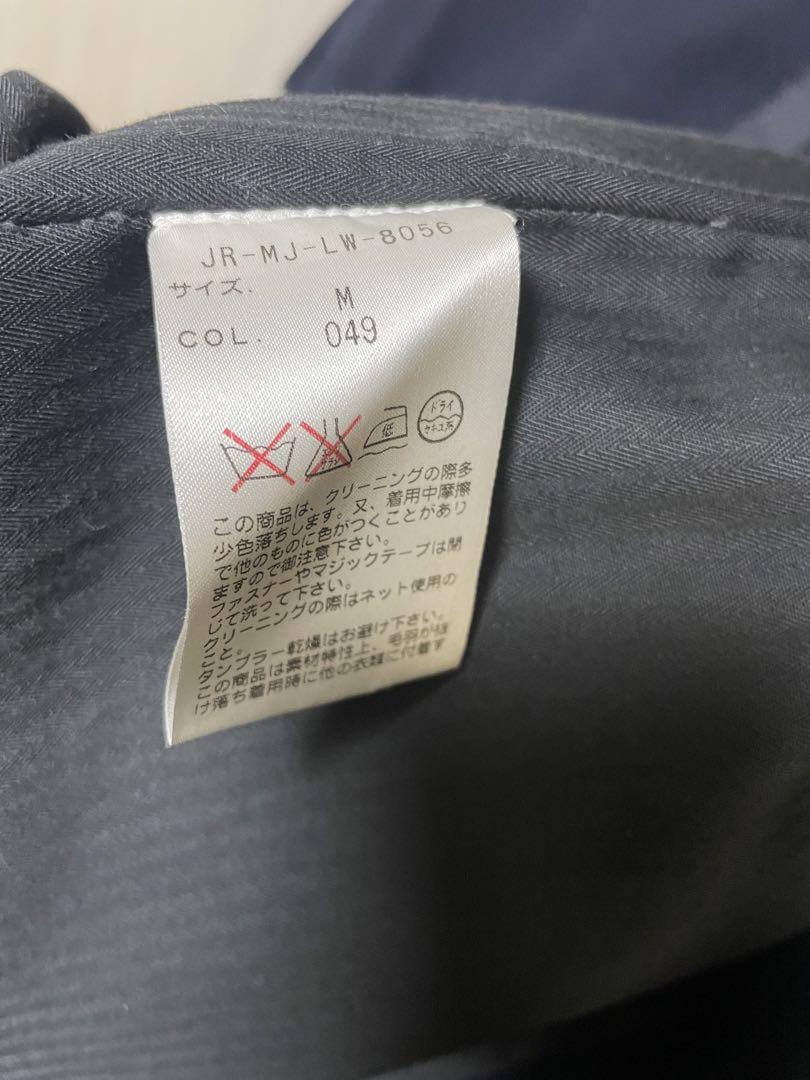 JR-MJ-LW-8056
サイズ. M
COL. 049
低
ドライ
セキユ系
この商品は、クリーニングの際多
少色落ちします。又、着用中摩擦
で他のものに色がつくことがあり
ますので御注意下さい。
ファスナーやマジックテープは閉
じて洗って下さい。
クリーニングの際はネット使用の
こと。
タンブラー乾燥はお避け下さい。
この商品は素材特性上、毛羽が抜
け落ち着用時に他の衣類に付着す